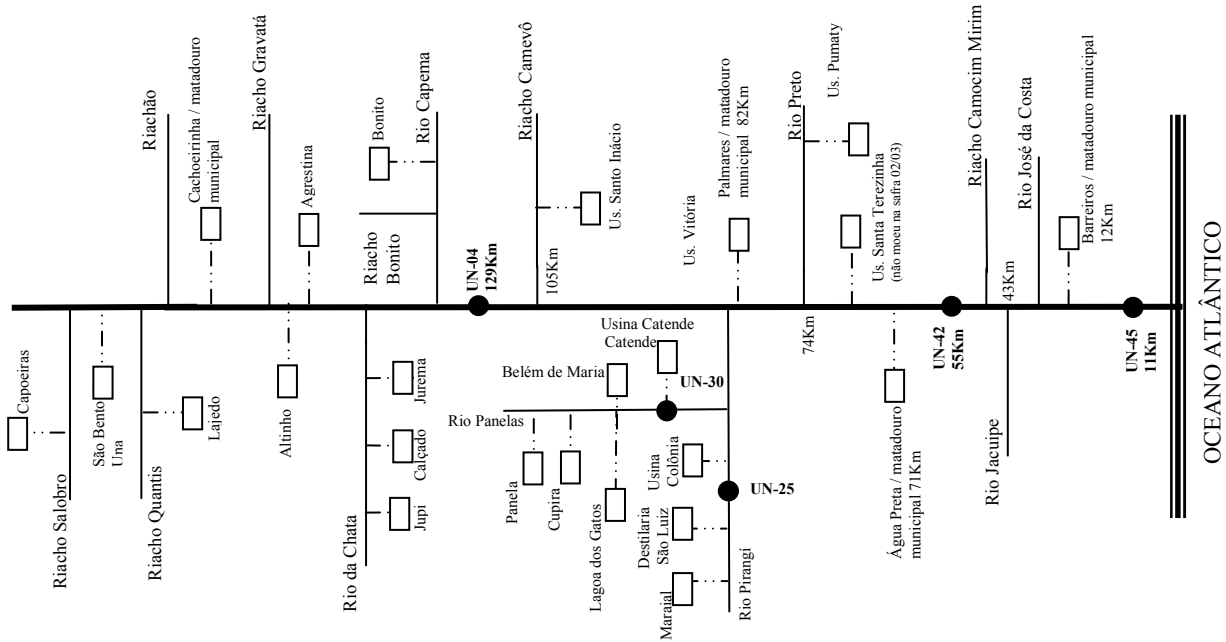 Capoeiras
Riacho Salobro
São Bento
Una
Riacho Quantis
Lajedo
Riachão
Cachoeirinha / matadouro
municipal
Riacho Gravatá
Agrestina
Altinho
Rio da Chata
Jurema
Calçado
Jupi
Riacho
Bonito
Bonito
Rio Capema
UN-04
129Km
Riacho Camevô
105Km
Us. Santo Inácio
Rio Panelas
Panela
Cupira
Lagoa dos Gatos
Belém de Maria
Usina Catende
Catende
UN-30
Usina
Colônia
UN-25
Destilaria
São Luiz
Maraial
Rio Pirangí
Us. Vitória
Palmares / matadouro
municipal 82Km
Rio Preto
Us. Pumaty
74Km
Us. Santa Terezinha
(não moeu na safra 02/03)
Água Preta / matadouro
municipal 71Km
UN-42
55Km
Riacho Camocim Mirim
Rio Jacuipe
43Km
Rio José da Costa
Barreiros / matadouro municipal
12Km
UN-45
11Km
OCEANO ATLÂNTICO